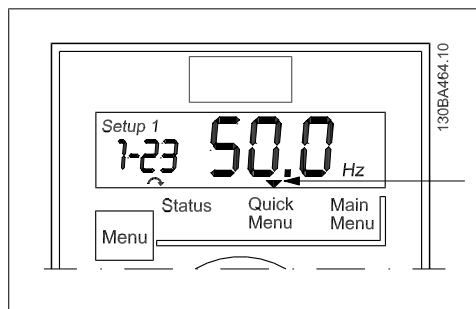 130BA464.10
Setup 1
1-23 50.0 Hz
Status Quick Menu Main Menu
Menu